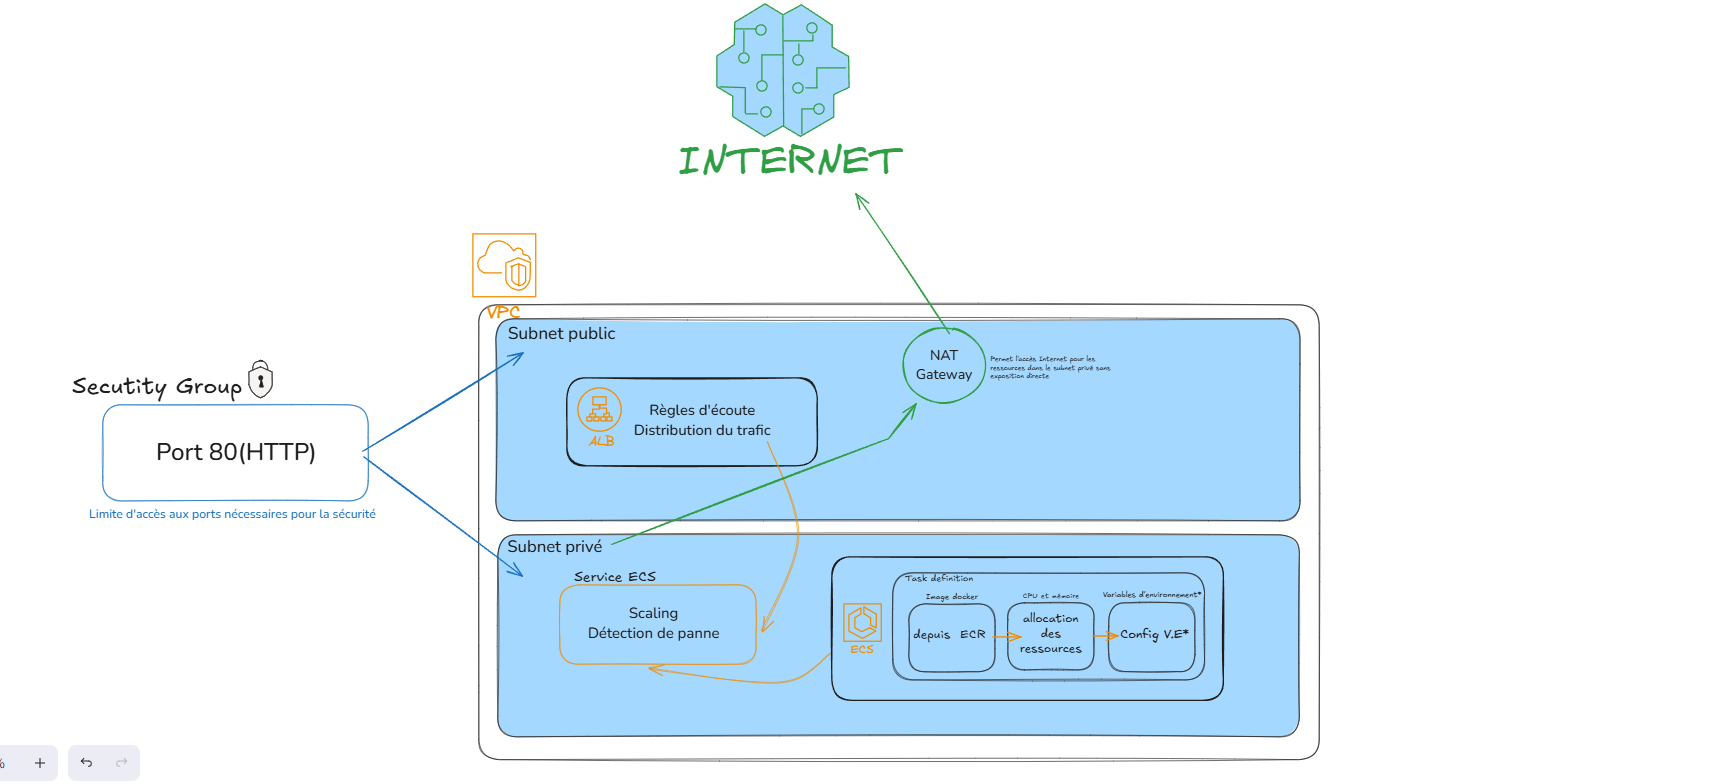 INTERNET
VPC
Subnet public
NAT
Gateway
Permet l'accès Internet pour les
ressources dans le subnet privé sans
exposition directe
Secutity Group
Port 80(HTTP)
Limite d'accès aux ports nécessaires pour la sécurité
Règles d'écoute
Distribution du trafic
ALB
Subnet privé
Service ECS
Scaling
Détection de panne
ECS
Task definition
Image docker
depuis ECR
CPU et mémoire
allocation
des
ressources
Variables d'environnement*
Config V.E*
%